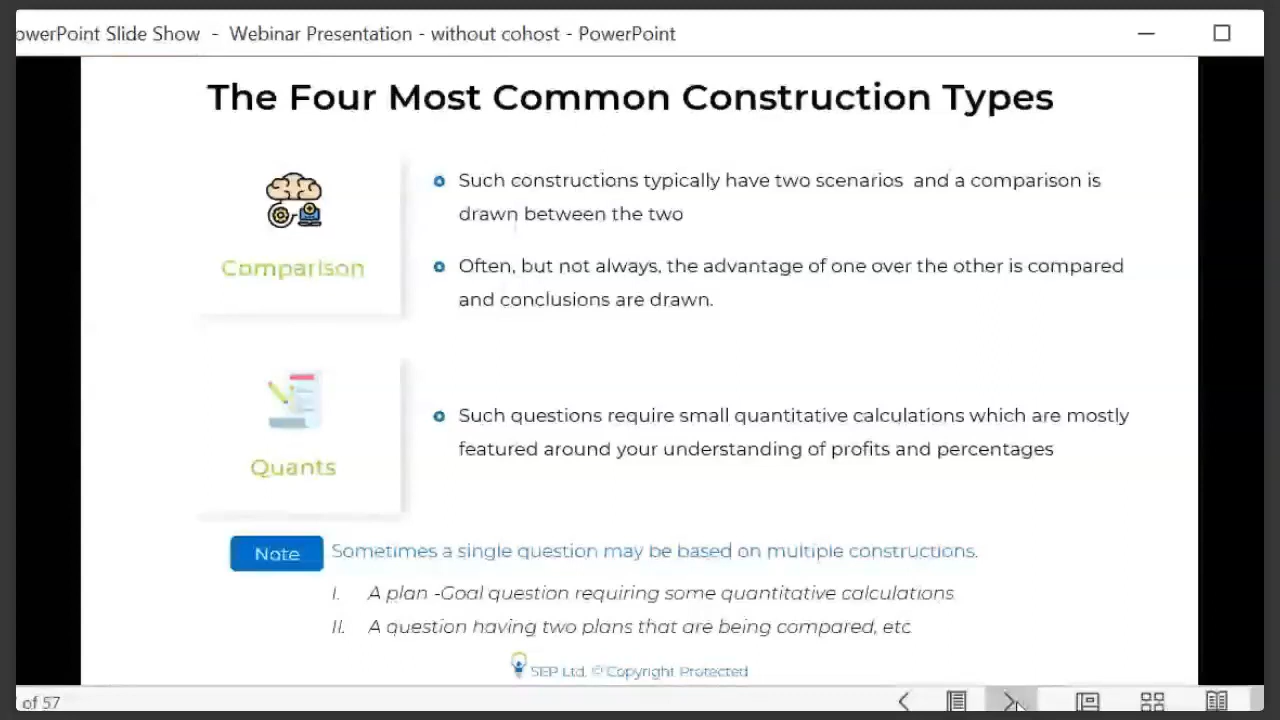 owerPoint Slide Show - Webinar Presentation - without cohost - PowerPoint
The Four Most Common Construction Types
Such constructions typically have two scenarios and a comparison is
drawn between the two
Comparison
Often, but not always, the advantage of one over the other is compared
and conclusions are drawn.
Such questions require small quantitative calculations which are mostly
featured around your understanding of profits and percentages
Quants
Note Sometimes a single question may be based on multiple constructions.
I. A plan -Goal question requiring some quantitative calculations
II. A question having two plans that are being compared, etc
SIEP Ltd. © Copyright Protected
of 57